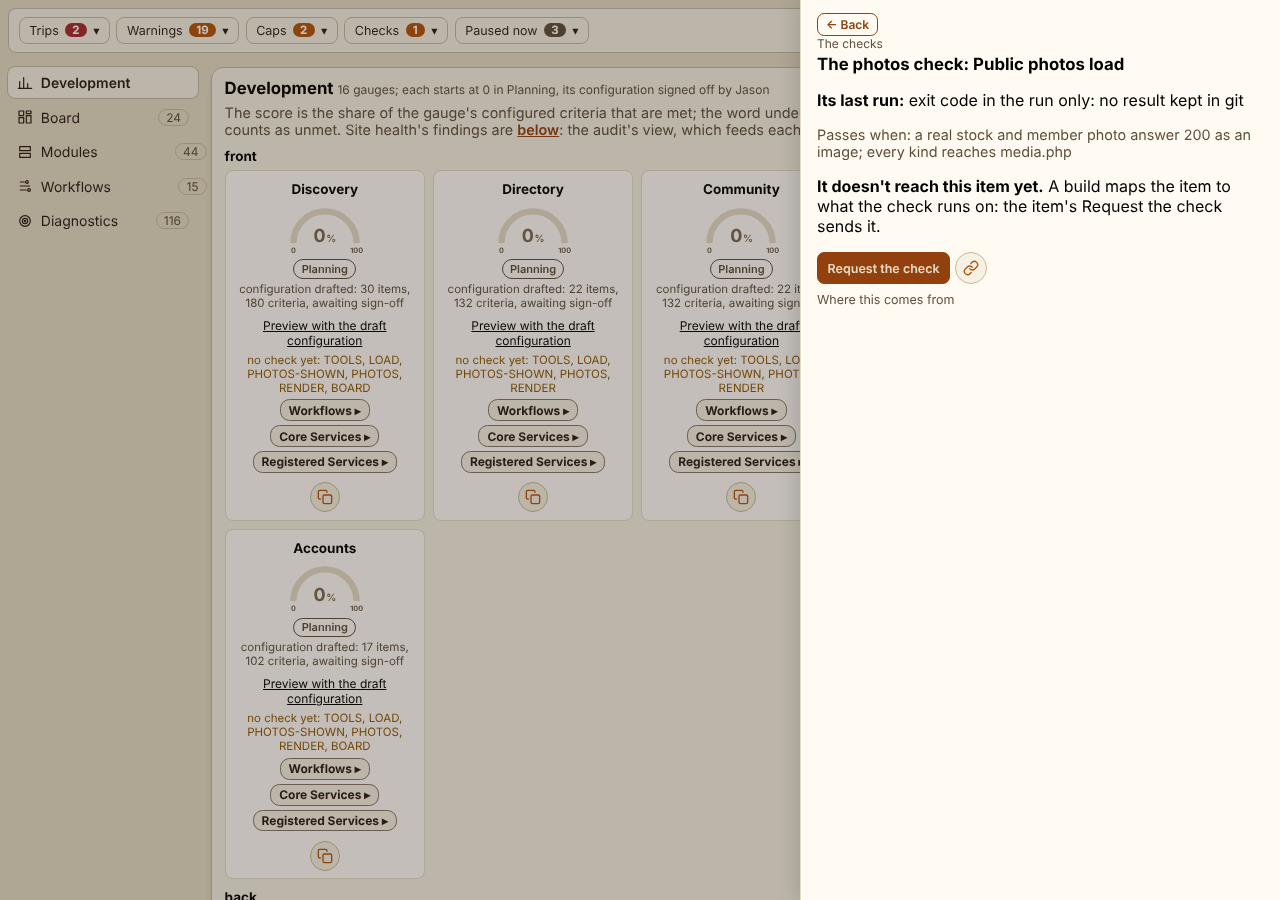 Trips 2 ▾
Warnings 19 ▾
Caps 2 ▾
Checks 1 ▾
Paused now 3 ▾
Development
Board 24
Modules 44
Workflows 15
Diagnostics 116
Development 16 gauges; each starts at 0 in Planning, its configuration signed off by Jason
The score is the share of the gauge's configured criteria that are met; the word unde
counts as unmet. Site health's findings are below: the audit's view, which feeds each
front
Discovery
0%
0 100
Planning
configuration drafted: 30 items,
180 criteria, awaiting sign-off
Preview with the draft
configuration
no check yet: TOOLS, LOAD,
PHOTOS-SHOWN, PHOTOS,
RENDER, BOARD
Workflows ▸
Core Services ▸
Registered Services ▸
Directory
0%
0 100
Planning
configuration drafted: 22 items,
132 criteria, awaiting sign-off
Preview with the draft
configuration
no check yet: TOOLS, LOAD,
PHOTOS-SHOWN, PHOTOS,
RENDER
Workflows ▸
Core Services ▸
Registered Services ▸
Community
0%
0 100
Planning
configuration drafted: 22 it
132 criteria, awaiting sign-o
Preview with the draft
configuration
no check yet: TOOLS, LO
PHOTOS-SHOWN, PHOT
RENDER
Workflows ▸
Core Services ▸
Registered Services ▸
Accounts
0%
0 100
Planning
configuration drafted: 17 items,
102 criteria, awaiting sign-off
Preview with the draft
configuration
no check yet: TOOLS, LOAD,
PHOTOS-SHOWN, PHOTOS,
RENDER, BOARD
Workflows ▸
Core Services ▸
Registered Services ▸
back
← Back
The checks
The photos check: Public photos load
Its last run: exit code in the run only: no result kept in git
Passes when: a real stock and member photo answer 200 as an
image; every kind reaches media.php
It doesn't reach this item yet. A build maps the item to
what the check runs on: the item's Request the check
sends it.
Request the check
Where this comes from